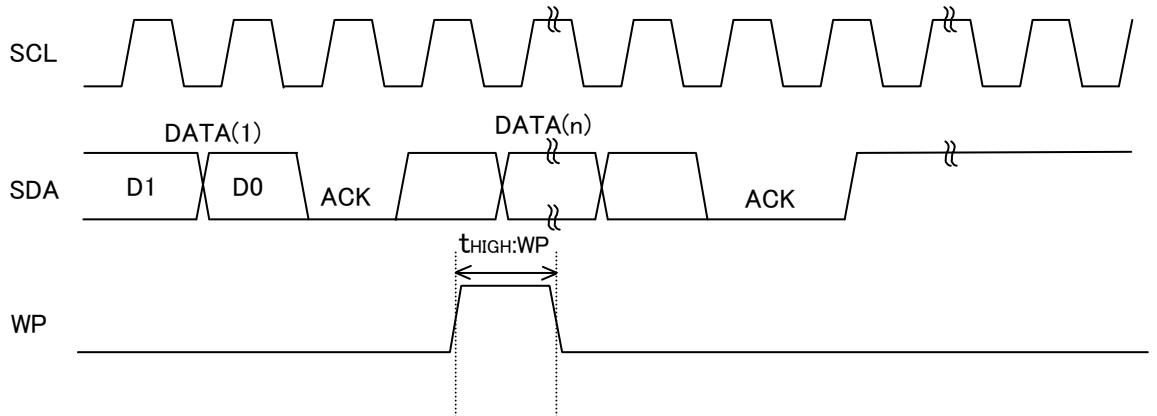 SCL
DATA(1)
DATA(n)
SDA
D1
D0
ACK
ACK
tHIGH:WP
WP